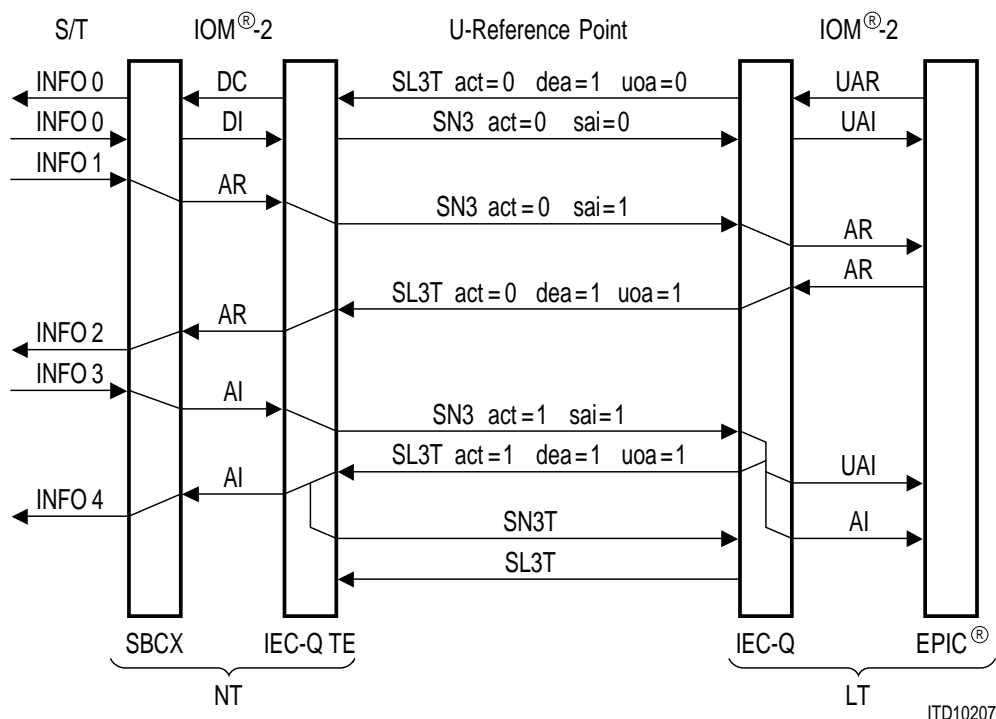 S/T IOM®-2 U-Reference Point IOM®-2
INFO 0 DC SL3T act=0 dea=1 uoa=0 UAR
INFO 0 DI SN3 act=0 sai=0 UAI
INFO 1
AR
SN3 act=0 sai=1
AR
AR
SL3T act=0 dea=1 uoa=1
AR
INFO 2
INFO 3
AI
SN3 act=1 sai=1
SL3T act=1 dea=1 uoa=1
UAI
AI
INFO 4
SN3T AI
SL3T
SBCX IEC-Q TE IEC-Q EPIC®
NT LT
ITD10207